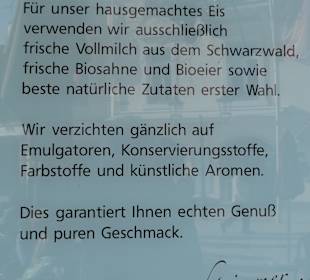 Für unser hausgemachtes Eis
verwenden wir ausschließlich
frische Vollmilch aus dem Schwarzwald,
frische Biosahne und Bioeier sowie
beste natürliche Zutaten erster Wahl.
Wir verzichten gänzlich auf
Emulgatoren, Konservierungsstoffe,
Farbstoffe und künstliche Aromen.
Dies garantiert Ihnen echten Genuß
und puren Geschmack.